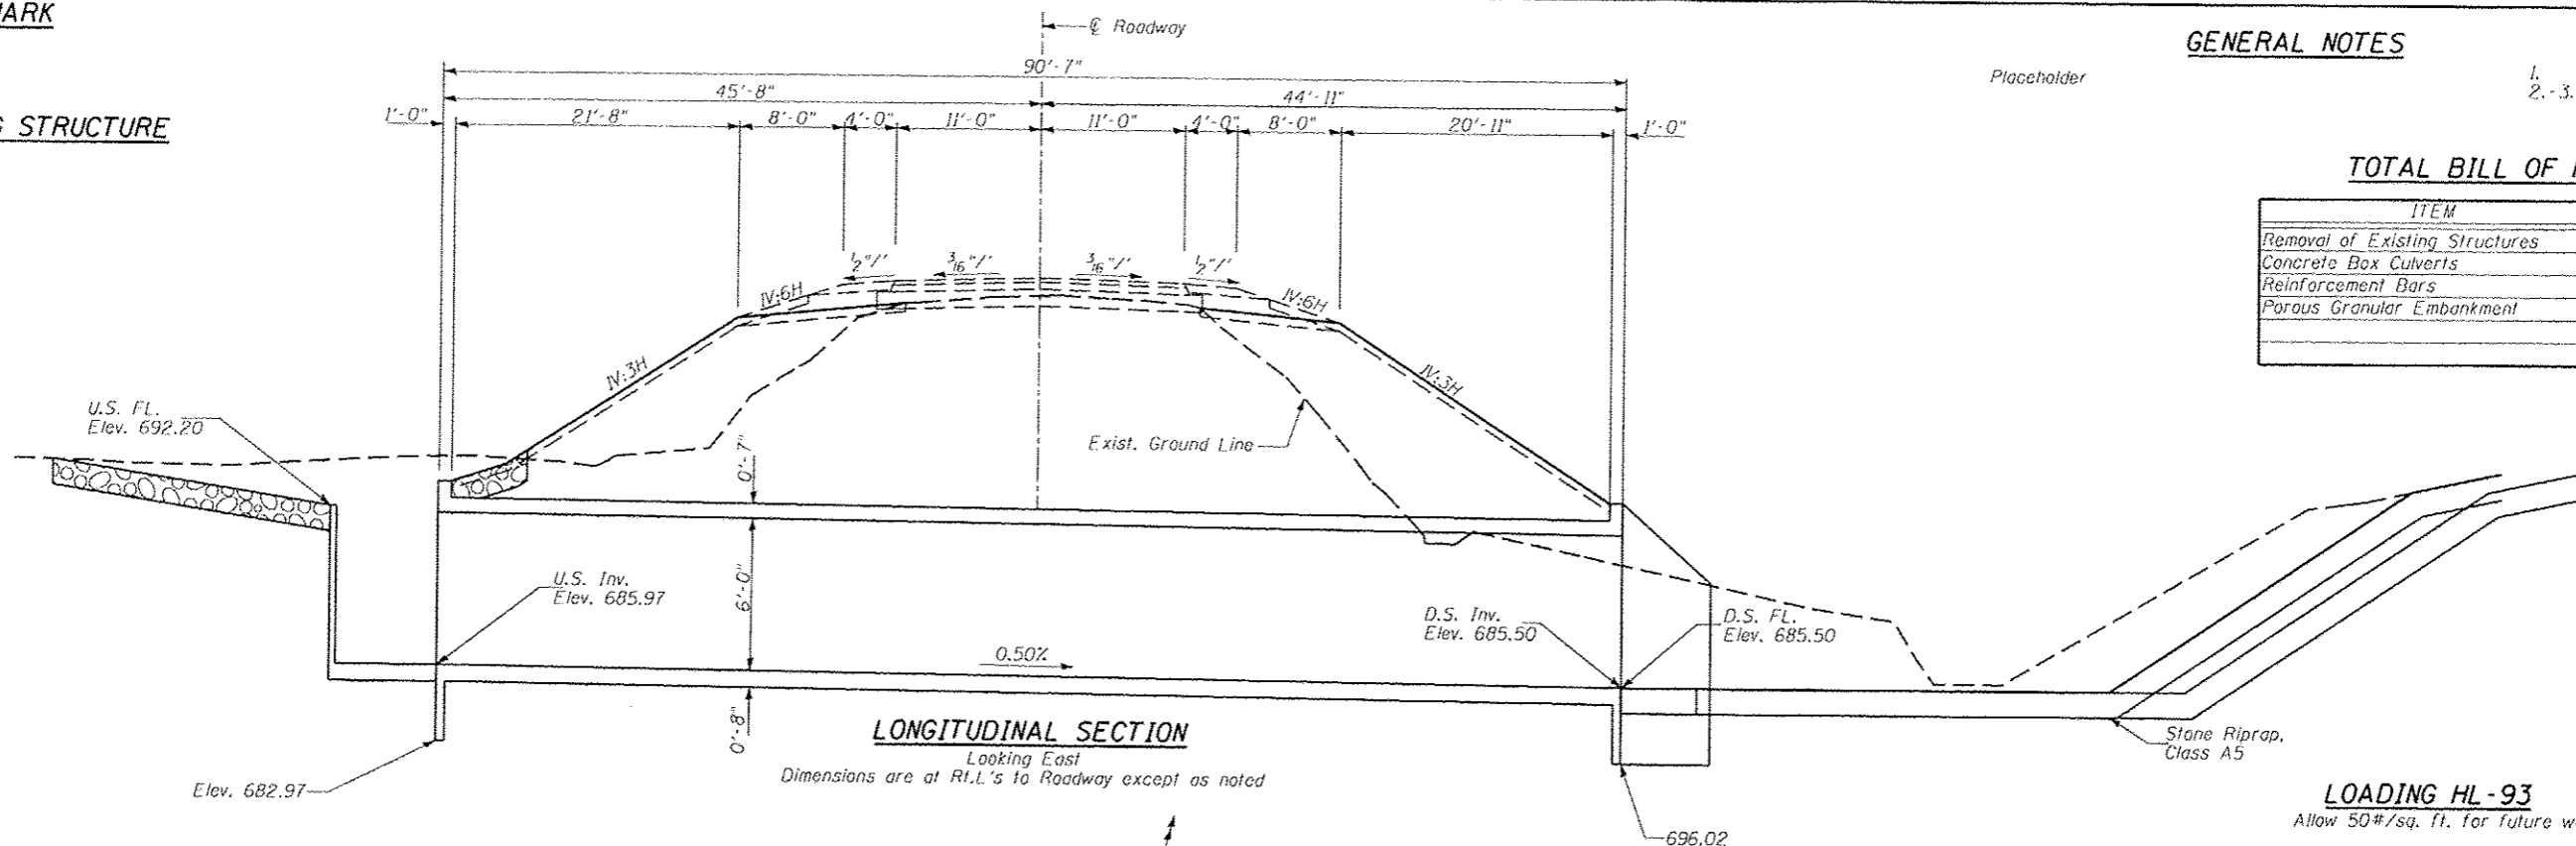 ARK
STRUCTURE
℄ Roadway
90'-7"
45'-8"
44'-11"
1'-0"
21'-8"
8'-0"
4'-0"
11'-0"
11'-0"
4'-0"
8'-0"
20'-11"
1'-0"
½"/'
3/16"/'
3/16"/'
½"/'
1V:6H
1V:6H
1V:3H
1V:3H
U.S. FL.
Elev. 692.20
Exist. Ground Line
0'-7"
6'-0"
0'-8"
U.S. Inv.
Elev. 685.97
0.50%
D.S. Inv.
Elev. 685.50
D.S. FL.
Elev. 685.50
Elev. 682.97
696.02
Stone Riprap,
Class A5
LONGITUDINAL SECTION
Looking East
Dimensions are at Rt.L's to Roadway except as noted
GENERAL NOTES
Placeholder
1.
2.-3.
TOTAL BILL OF
ITEM
Removal of Existing Structures
Concrete Box Culverts
Reinforcement Bars
Porous Granular Embankment
LOADING HL-93
Allow 50#/sq. ft. for future w